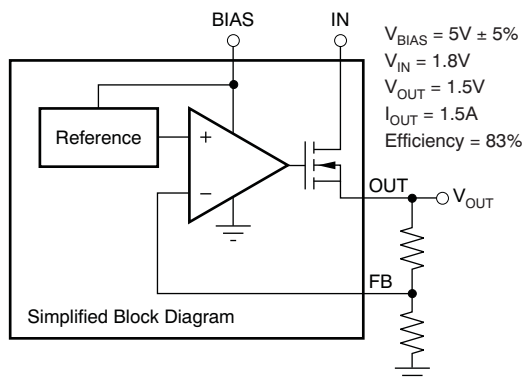 BIAS
IN
V_BIAS = 5V ± 5%
V_IN = 1.8V
V_OUT = 1.5V
I_OUT = 1.5A
Efficiency = 83%
Reference
+
−
OUT
V_OUT
FB
Simplified Block Diagram